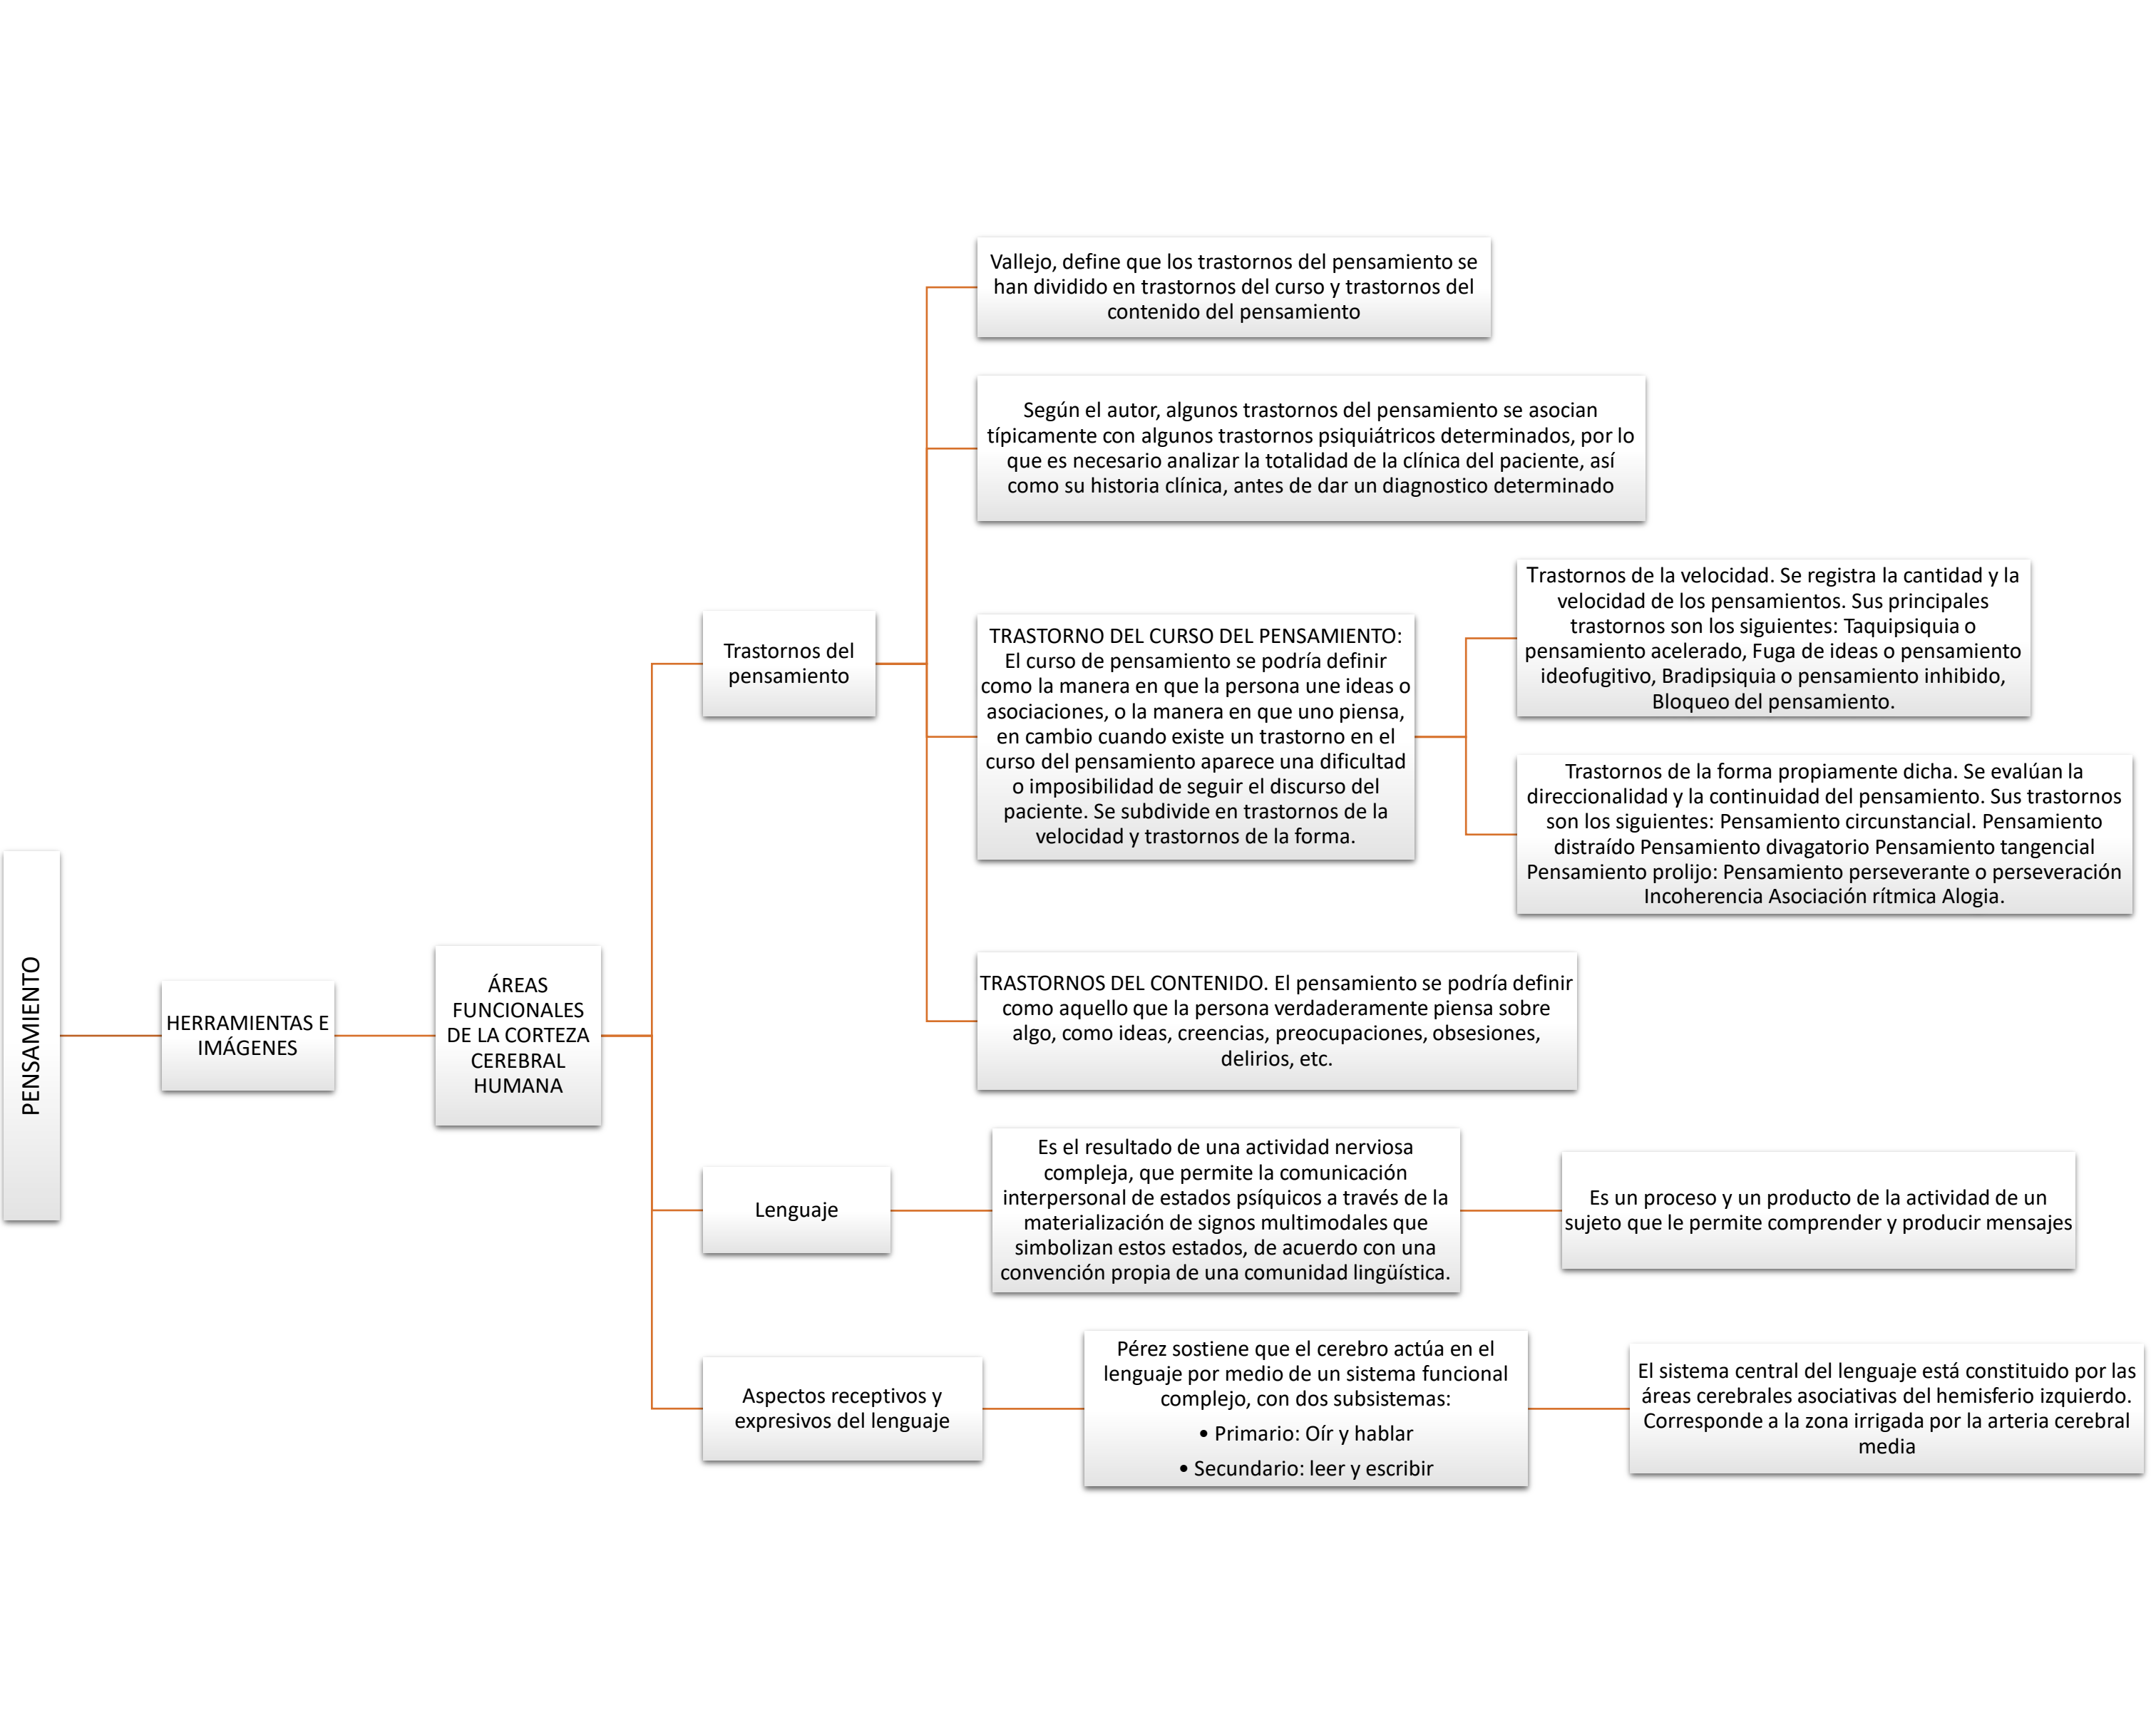 PENSAMIENTO
HERRAMIENTAS E
IMÁGENES
ÁREAS
FUNCIONALES
DE LA CORTEZA
CEREBRAL
HUMANA
Trastornos del
pensamiento
Vallejo, define que los trastornos del pensamiento se
han dividido en trastornos del curso y trastornos del
contenido del pensamiento
Según el autor, algunos trastornos del pensamiento se asocian
típicamente con algunos trastornos psiquiátricos determinados, por lo
que es necesario analizar la totalidad de la clínica del paciente, así
como su historia clínica, antes de dar un diagnostico determinado
TRASTORNO DEL CURSO DEL PENSAMIENTO:
El curso de pensamiento se podría definir
como la manera en que la persona une ideas o
asociaciones, o la manera en que uno piensa,
en cambio cuando existe un trastorno en el
curso del pensamiento aparece una dificultad
o imposibilidad de seguir el discurso del
paciente. Se subdivide en trastornos de la
velocidad y trastornos de la forma.
Trastornos de la velocidad. Se registra la cantidad y la
velocidad de los pensamientos. Sus principales
trastornos son los siguientes: Taquipsiquia o
pensamiento acelerado, Fuga de ideas o pensamiento
ideofugitivo, Bradipsiquia o pensamiento inhibido,
Bloqueo del pensamiento.
Trastornos de la forma propiamente dicha. Se evalúan la
direccionalidad y la continuidad del pensamiento. Sus trastornos
son los siguientes: Pensamiento circunstancial. Pensamiento
distraído Pensamiento divagatorio Pensamiento tangencial
Pensamiento prolijo: Pensamiento perseverante o perseveración
Incoherencia Asociación rítmica Alogia.
TRASTORNOS DEL CONTENIDO. El pensamiento se podría definir
como aquello que la persona verdaderamente piensa sobre
algo, como ideas, creencias, preocupaciones, obsesiones,
delirios, etc.
Lenguaje
Es el resultado de una actividad nerviosa
compleja, que permite la comunicación
interpersonal de estados psíquicos a través de la
materialización de signos multimodales que
simbolizan estos estados, de acuerdo con una
convención propia de una comunidad lingüística.
Es un proceso y un producto de la actividad de un
sujeto que le permite comprender y producir mensajes
Aspectos receptivos y
expresivos del lenguaje
Pérez sostiene que el cerebro actúa en el
lenguaje por medio de un sistema funcional
complejo, con dos subsistemas:
• Primario: Oír y hablar
• Secundario: leer y escribir
El sistema central del lenguaje está constituido por las
áreas cerebrales asociativas del hemisferio izquierdo.
Corresponde a la zona irrigada por la arteria cerebral
media